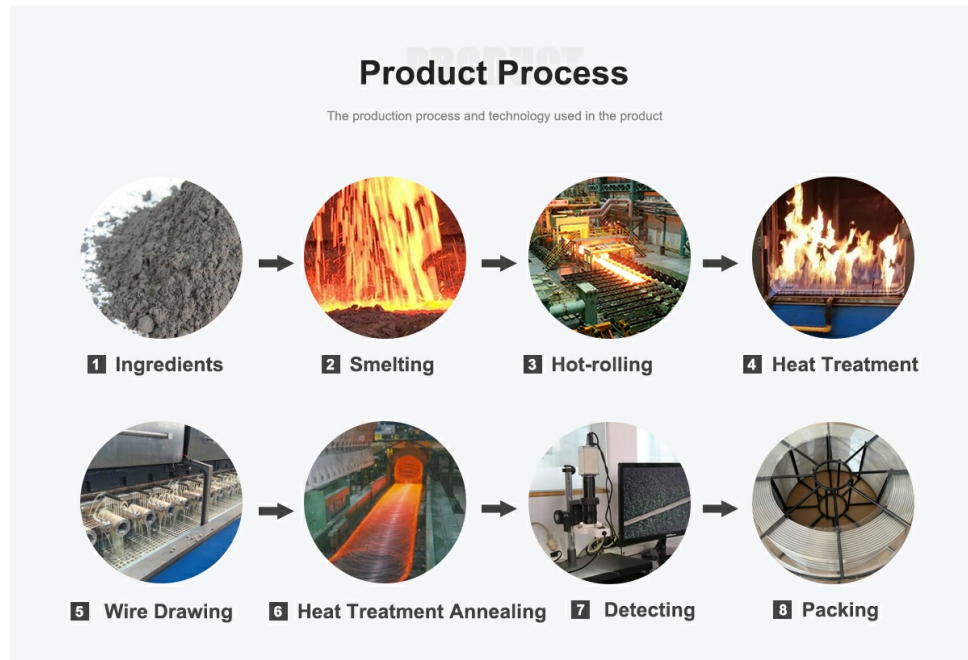 PRODUCT
Product Process
The production process and technology used in the product
1 Ingredients
2 Smelting
3 Hot-rolling
4 Heat Treatment
5 Wire Drawing
6 Heat Treatment Annealing
7 Detecting
8 Packing